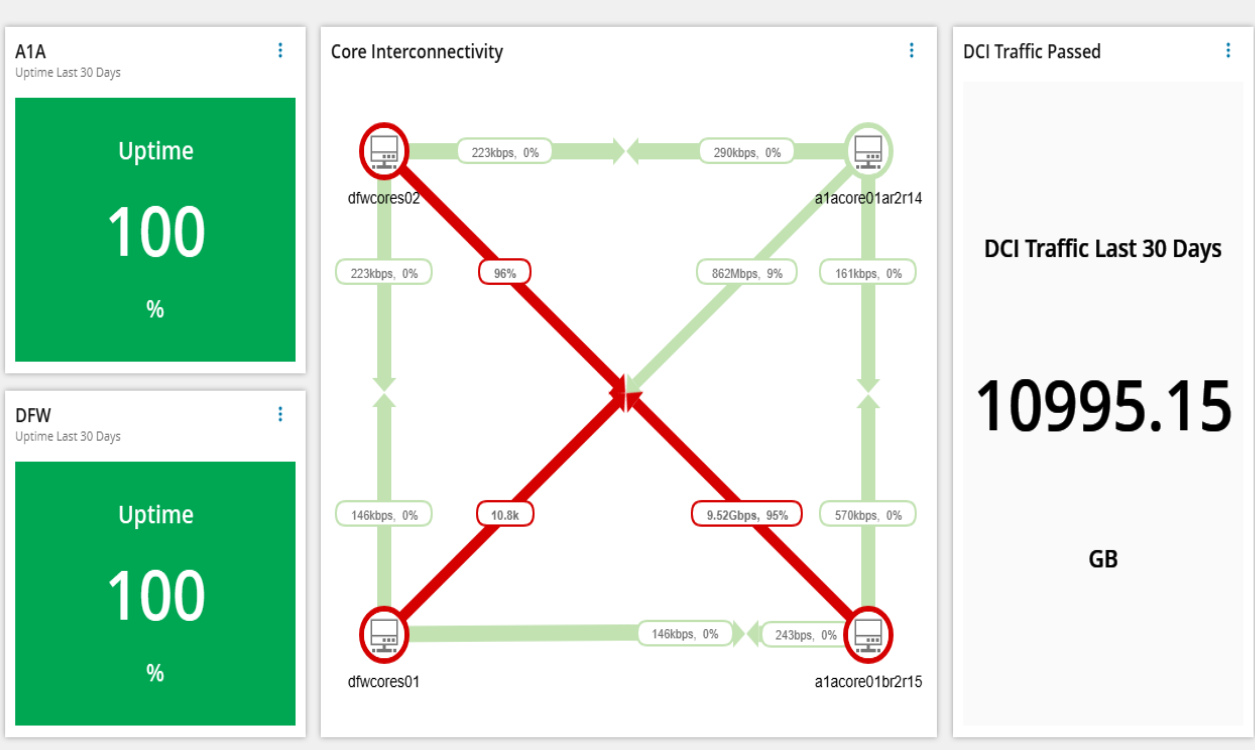 A1A
Uptime Last 30 Days
Uptime
100
%
DFW
Uptime Last 30 Days
Uptime
100
%
Core Interconnectivity
223kbps, 0%
290kbps, 0%
dfwcores02
a1acore01ar2r14
223kbps, 0%
96%
862Mbps, 9%
161kbps, 0%
146kbps, 0%
10.8k
9.52Gbps, 95%
570kbps, 0%
146kbps, 0%
243bps, 0%
dfwcores01
a1acore01br2r15
DCI Traffic Passed
DCI Traffic Last 30 Days
10995.15
GB